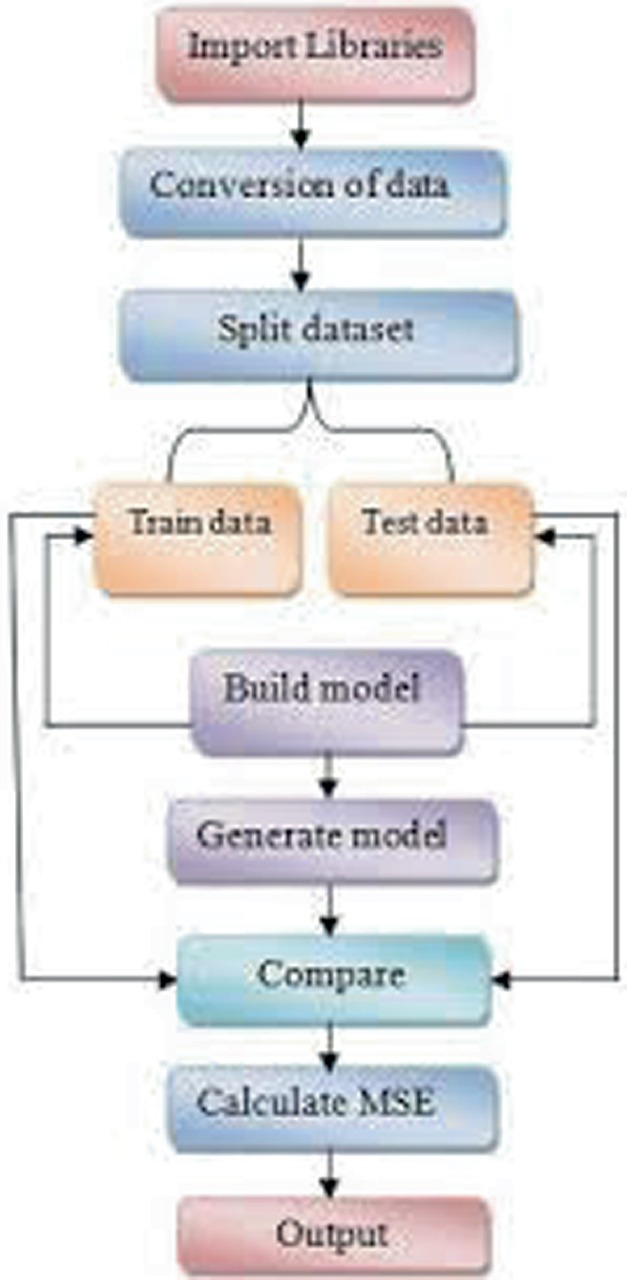 Import Libraries
Conversion of data
Split dataset
Train data
Test data
Build model
Generate model
Compare
Calculate MSE
Output